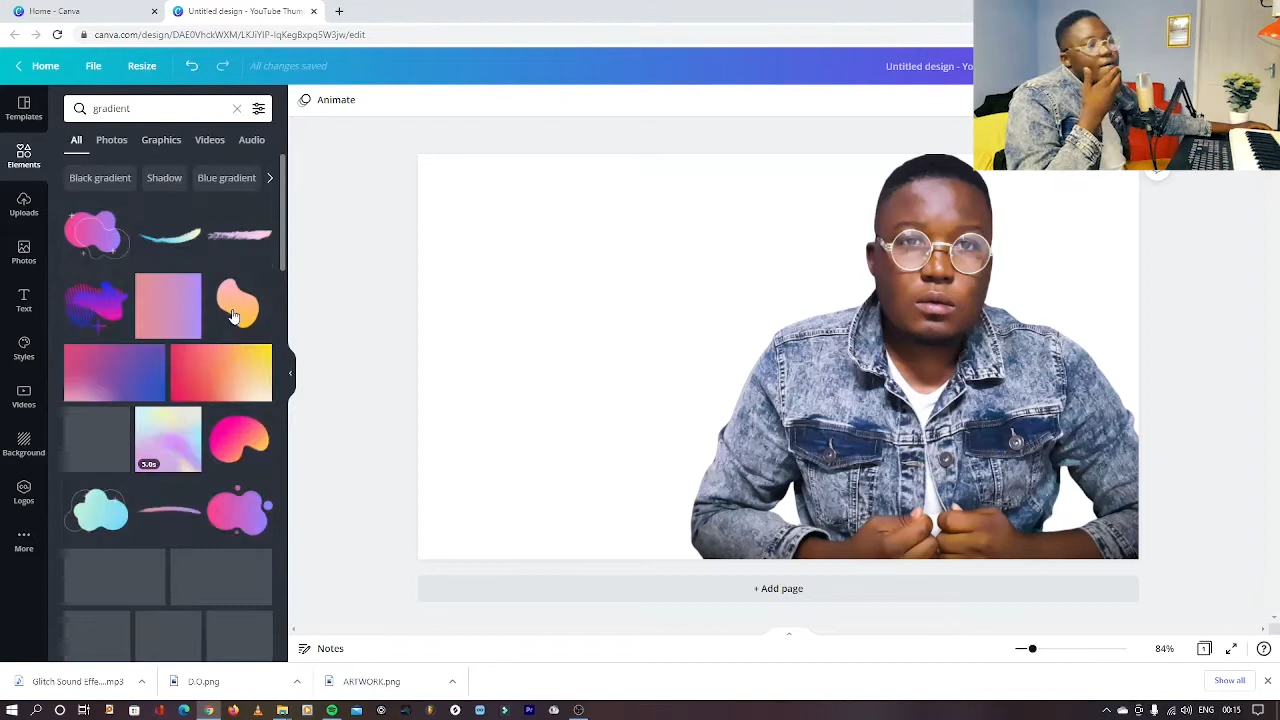 Home - Canva
Untitled design - YouTube Thum
canva.com/design/DAE0VhckWXM/LKJiYIP-IqKegBxpq5W3jw/edit
Home
File
Resize
All changes saved
Untitled design - Yo
Templates
Elements
Uploads
Photos
Text
Styles
Videos
Background
Logos
More
gradient
All
Photos
Graphics
Videos
Audio
Black gradient
Shadow
Blue gradient
5.0s
Animate
+ Add page
Notes
84%
1
Glitch Sound Effe....mp3
D.O.png
ARTWORK.png
Show all
ENG
00:15